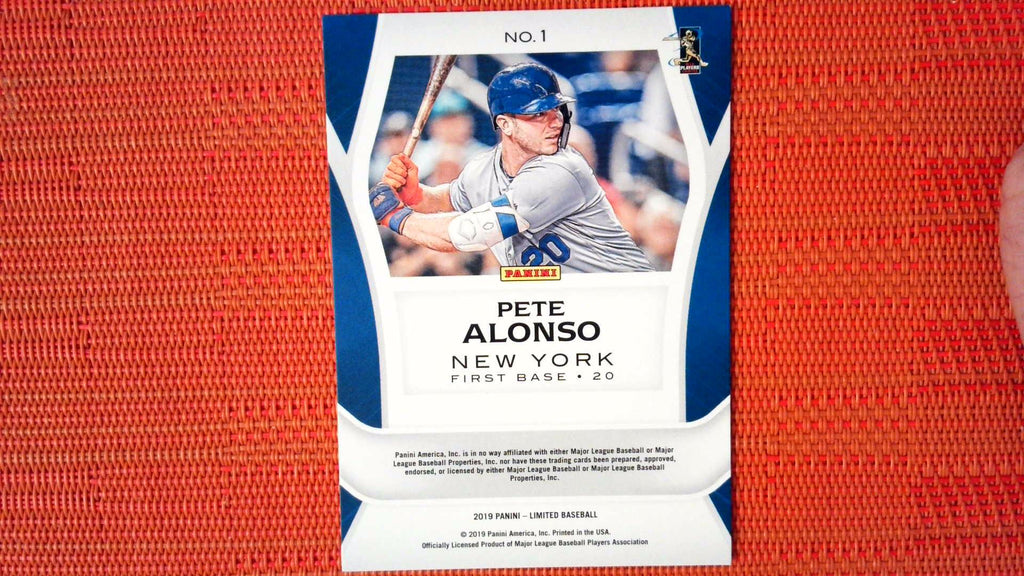 NO. 1
PLAYERS
20
PANINI
PETE
ALONSO
NEW YORK
FIRST BASE • 20
Panini America, Inc. is in no way affiliated with either Major League Baseball or Major
League Baseball Properties, Inc. nor have these trading cards been prepared, approved,
endorsed, or licensed by either Major League Baseball or Major League Baseball
Properties, Inc.
2019 PANINI – LIMITED BASEBALL
© 2019 Panini America, Inc. Printed in the USA.
Officially Licensed Product of Major League Baseball Players Association